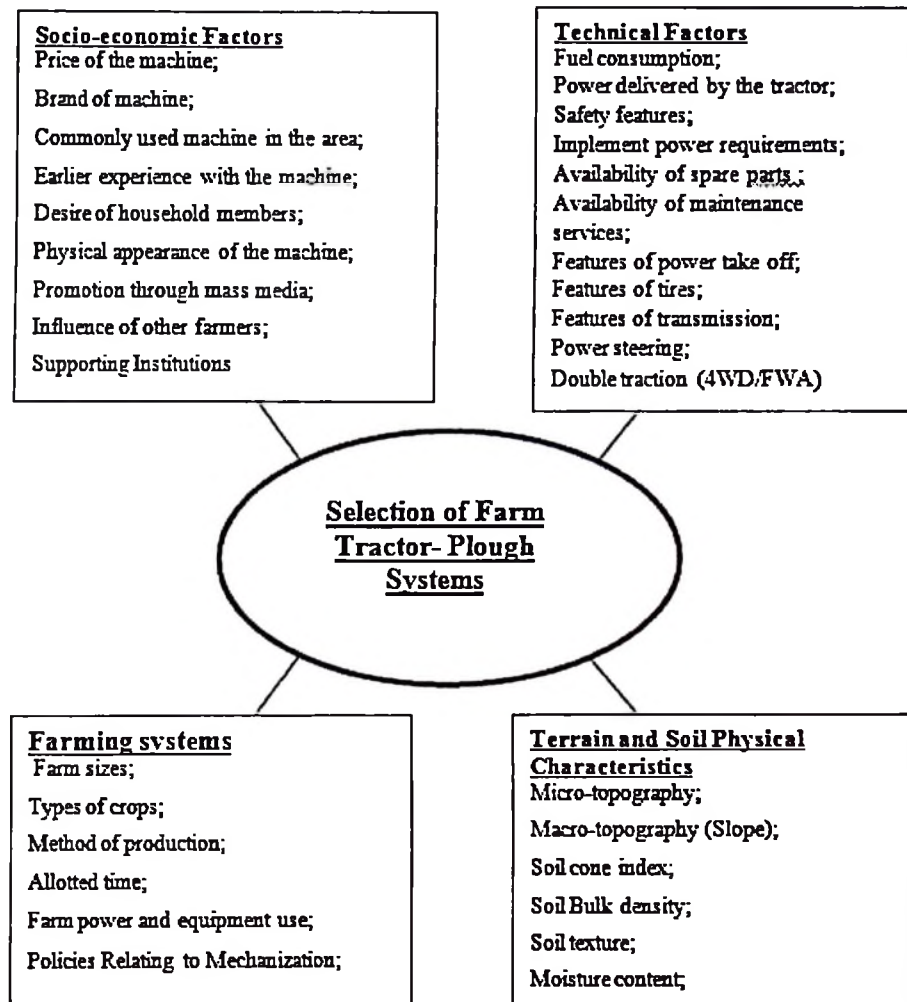 Socio-economic Factors
Price of the machine;
Brand of machine;
Commonly used machine in the area;
Earlier experience with the machine;
Desire of household members;
Physical appearance of the machine;
Promotion through mass media;
Influence of other farmers;
Supporting Institutions
Technical Factors
Fuel consumption;
Power delivered by the tractor;
Safety features;
Implement power requirements;
Availability of spare parts ;
Availability of maintenance
services;
Features of power take off;
Features of tires;
Features of transmission;
Power steering;
Double traction (4WD/FWA)
Selection of Farm
Tractor- Plough
Systems
Farming systems
Farm sizes;
Types of crops;
Method of production;
Allotted time;
Farm power and equipment use;
Policies Relating to Mechanization;
Terrain and Soil Physical
Characteristics
Micro-topography;
Macro-topography (Slope);
Soil cone index;
Soil Bulk density;
Soil texture;
Moisture content;